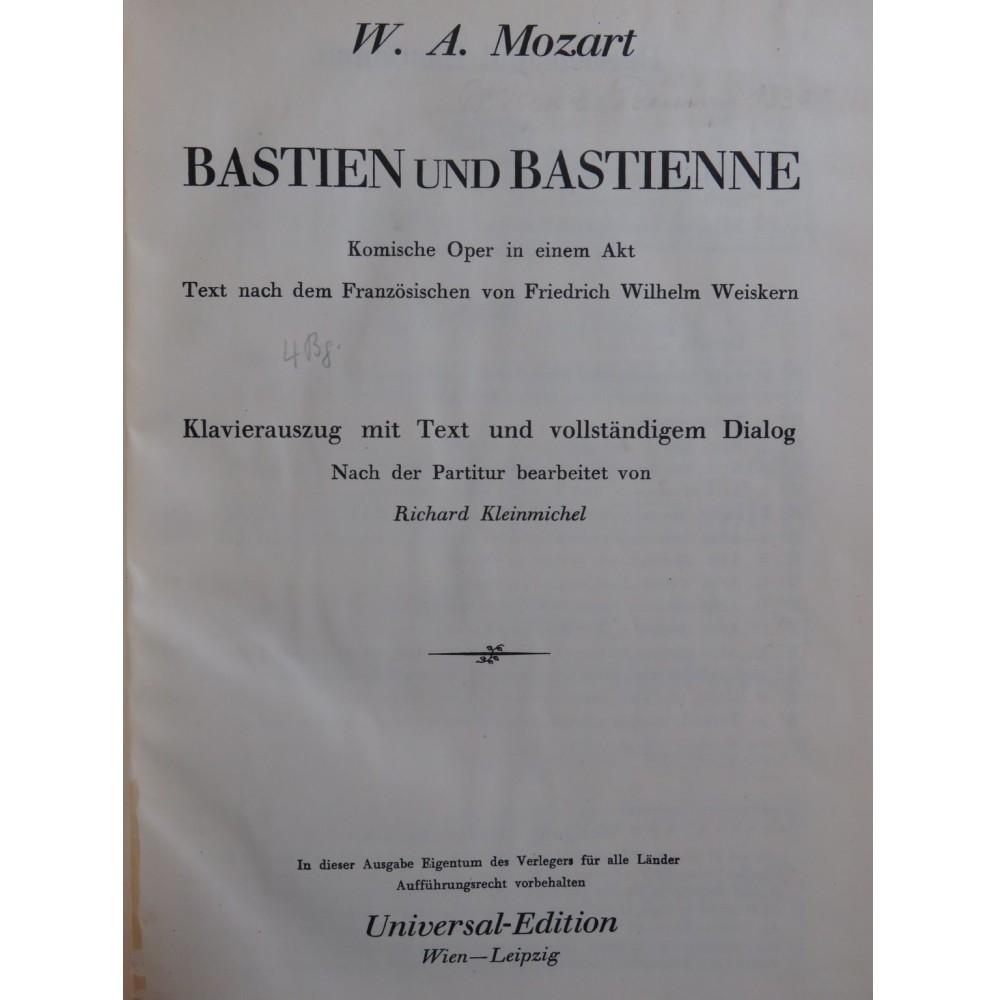 W. A. Mozart
BASTIEN UND BASTIENNE
Komische Oper in einem Akt
Text nach dem Französischen von Friedrich Wilhelm Weiskern
4 Bg.
Klavierauszug mit Text und vollständigem Dialog
Nach der Partitur bearbeitet von
Richard Kleinmichel
In dieser Ausgabe Eigentum des Verlegers für alle Länder
Aufführungsrecht vorbehalten
Universal-Edition
Wien—Leipzig